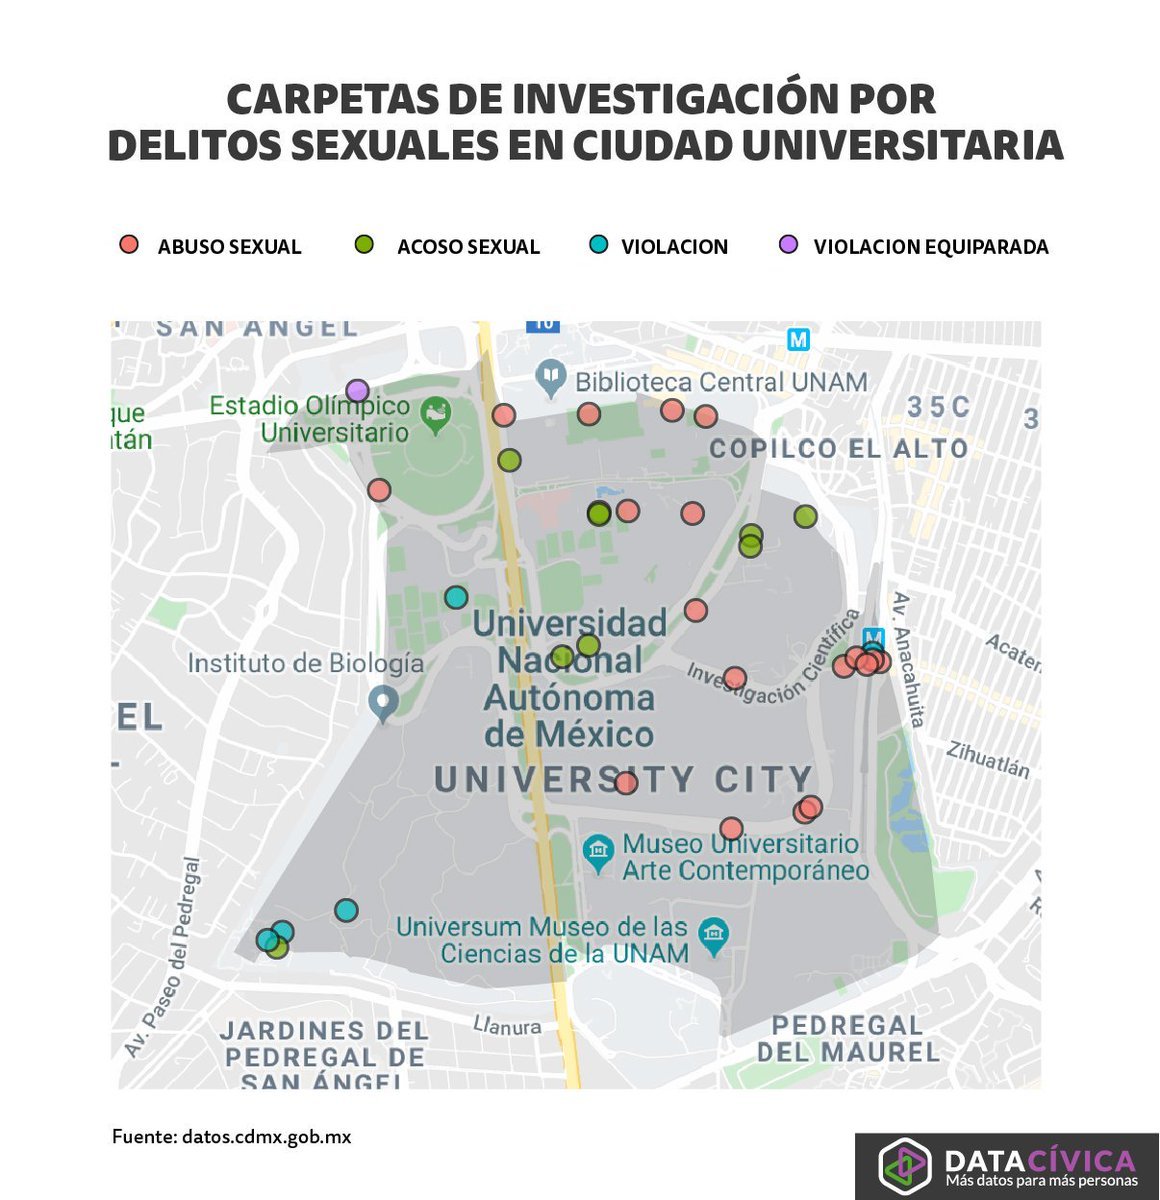 CARPETAS DE INVESTIGACIÓN POR
DELITOS SEXUALES EN CIUDAD UNIVERSITARIA
ABUSO SEXUAL
ACOSO SEXUAL
VIOLACION
VIOLACION EQUIPARADA
SAN ÁNGEL
10
M
Biblioteca Central UNAM
Estadio Olímpico
Universitario
que
tán
35C
3
COPILCO EL ALTO
Universidad
Nacional
Autónoma
de México
Instituto de Biología
Investigación Científica
M
Av. Anacahuita
Acater
EL
Zihuatlán
UNIVERSITY CITY
Museo Universitario
Arte Contemporáneo
Universum Museo de las
Ciencias de la UNAM
Av. Paseo del Pedregal
Llanura
JARDINES DEL
PEDREGAL DE
SAN ÁNGEL
PEDREGAL
DEL MAUREL
Fuente: datos.cdmx.gob.mx
DATACÍVICA
Más datos para más personas